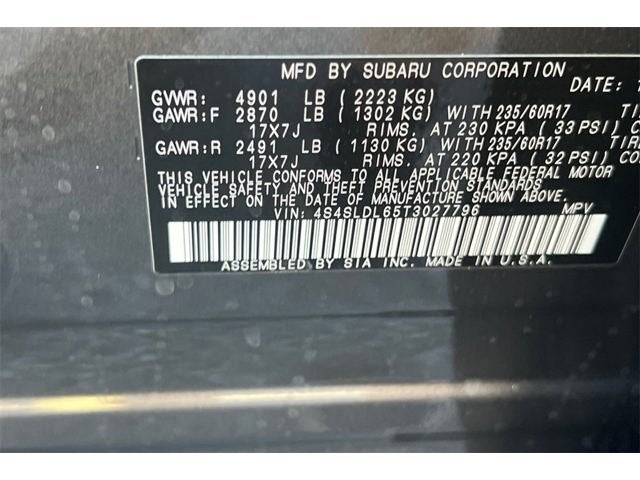 MFD BY SUBARU CORPORATION
DATE:
GVWR: 4901 LB (2223 KG)
GAWR:F 2870 LB (1302 KG) WITH 235/60R17
17X7J RIMS. AT 230 KPA (33 PSI)
GAWR:R 2491 LB (1130 KG) WITH 235/60R17 TIR
17X7J RIMS. AT 220 KPA (32 PSI)
THIS VEHICLE CONFORMS TO ALL APPLICABLE FEDERAL MOTOR
VEHICLE SAFETY AND THEFT PREVENTION STANDARDS
IN EFFECT ON THE DATE OF MANUFACTURE SHOWN ABOVE.
VIN: 4S4SLDL65T3027796 MPV
ASSEMBLED BY SIA INC. MADE IN U.S.A.